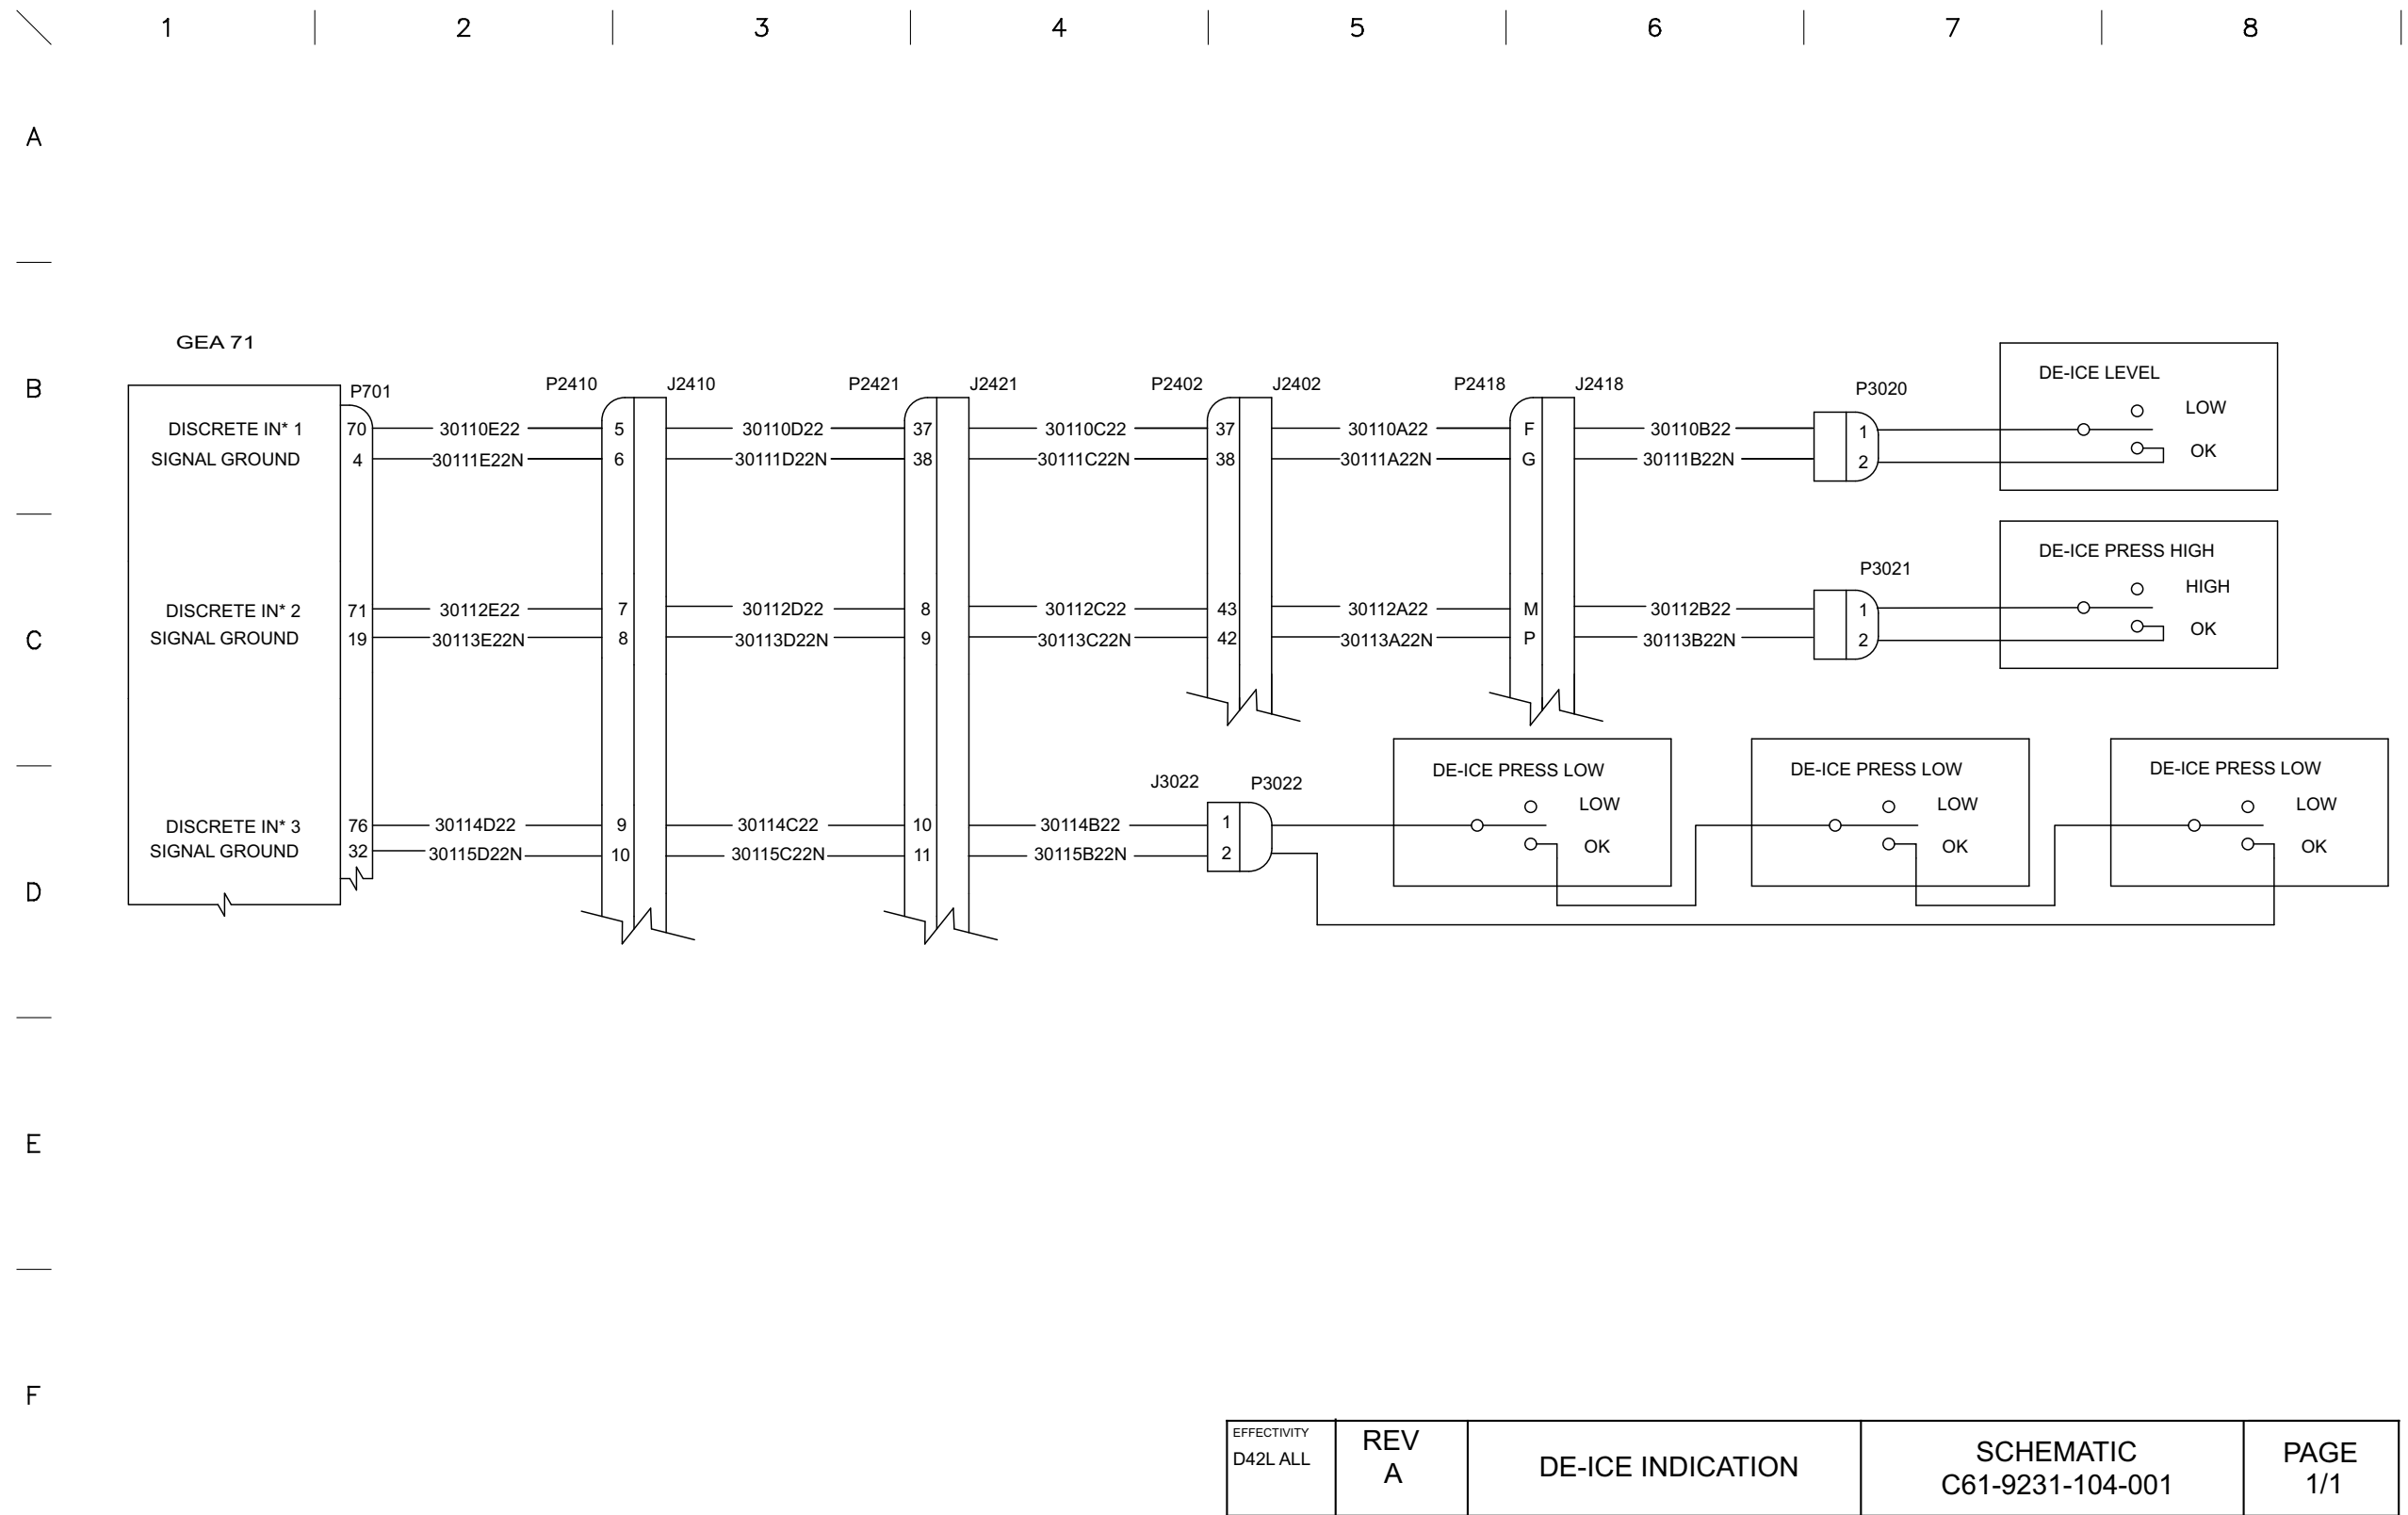 1 2 3 4 5 6 7 8
A
GEA 71
B
P701 P2410 J2410 P2421 J2421 P2402 J2402 P2418 J2418 P3020 DE-ICE LEVEL
LOW
DISCRETE IN* 1 70 30110E22 5 30110D22 37 30110C22 37 30110A22 F 30110B22 1
SIGNAL GROUND 4 30111E22N 6 30111D22N 38 30111C22N 38 30111A22N G 30111B22N 2 OK
P3021 DE-ICE PRESS HIGH
HIGH
C
DISCRETE IN* 2 71 30112E22 7 30112D22 8 30112C22 43 30112A22 M 30112B22 1
SIGNAL GROUND 19 30113E22N 8 30113D22N 9 30113C22N 42 30113A22N P 30113B22N 2 OK
J3022 P3022 DE-ICE PRESS LOW DE-ICE PRESS LOW DE-ICE PRESS LOW
LOW LOW LOW
DISCRETE IN* 3 76 30114D22 9 30114C22 10 30114B22 1
SIGNAL GROUND 32 30115D22N 10 30115C22N 11 30115B22N 2 OK OK OK
D
E
F
EFFECTIVITY
D42L ALL
REV
A
DE-ICE INDICATION
SCHEMATIC
C61-9231-104-001
PAGE
1/1